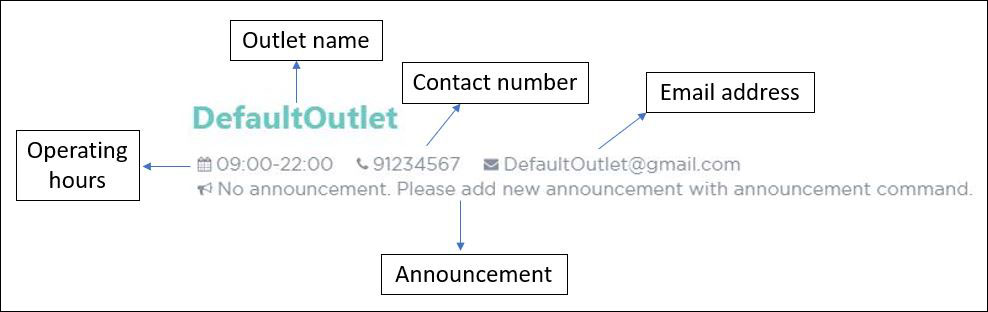 Outlet name
Contact number
Email address
DefaultOutlet
Operating
hours
09:00-22:00 91234567 DefaultOutlet@gmail.com
No announcement. Please add new announcement with announcement command.
Announcement